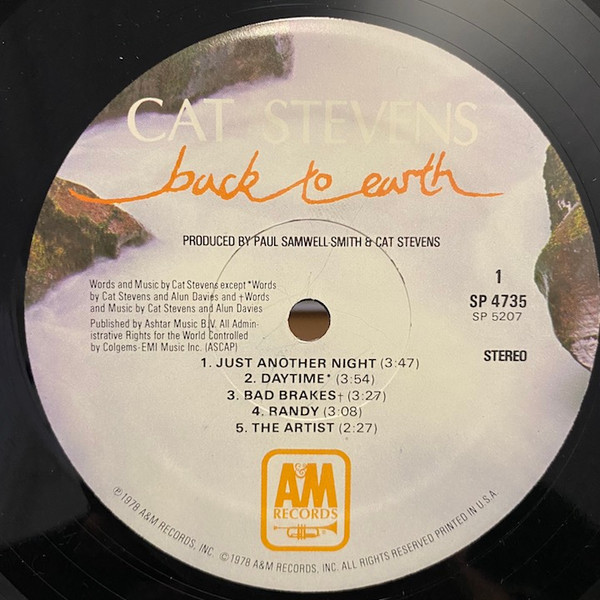 CAT STEVENS
back to earth
PRODUCED BY PAUL SAMWELL-SMITH & CAT STEVENS
Words and Music by Cat Stevens except *Words
by Cat Stevens and Alun Davies and †Words
and Music by Cat Stevens and Alun Davies
Published by Ashtar Music B.V. All Admin-
istrative Rights for the World Controlled
by Colgems-EMI Music Inc. (ASCAP)
1
SP 4735
SP 5207
STEREO
1. JUST ANOTHER NIGHT (3:47)
2. DAYTIME* (3:54)
3. BAD BRAKES† (3:27)
4. RANDY (3:08)
5. THE ARTIST (2:27)
A&M
RECORDS
®
℗1978 A&M RECORDS, INC. ©1978 A&M RECORDS, INC. ALL RIGHTS RESERVED PRINTED IN U.S.A.